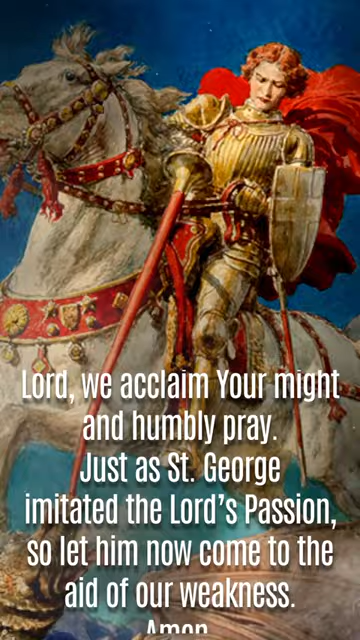 Lord, we acclaim Your might
and humbly pray.
Just as St. George
imitated the Lord's Passion,
so let him now come to the
aid of our weakness.
Amen